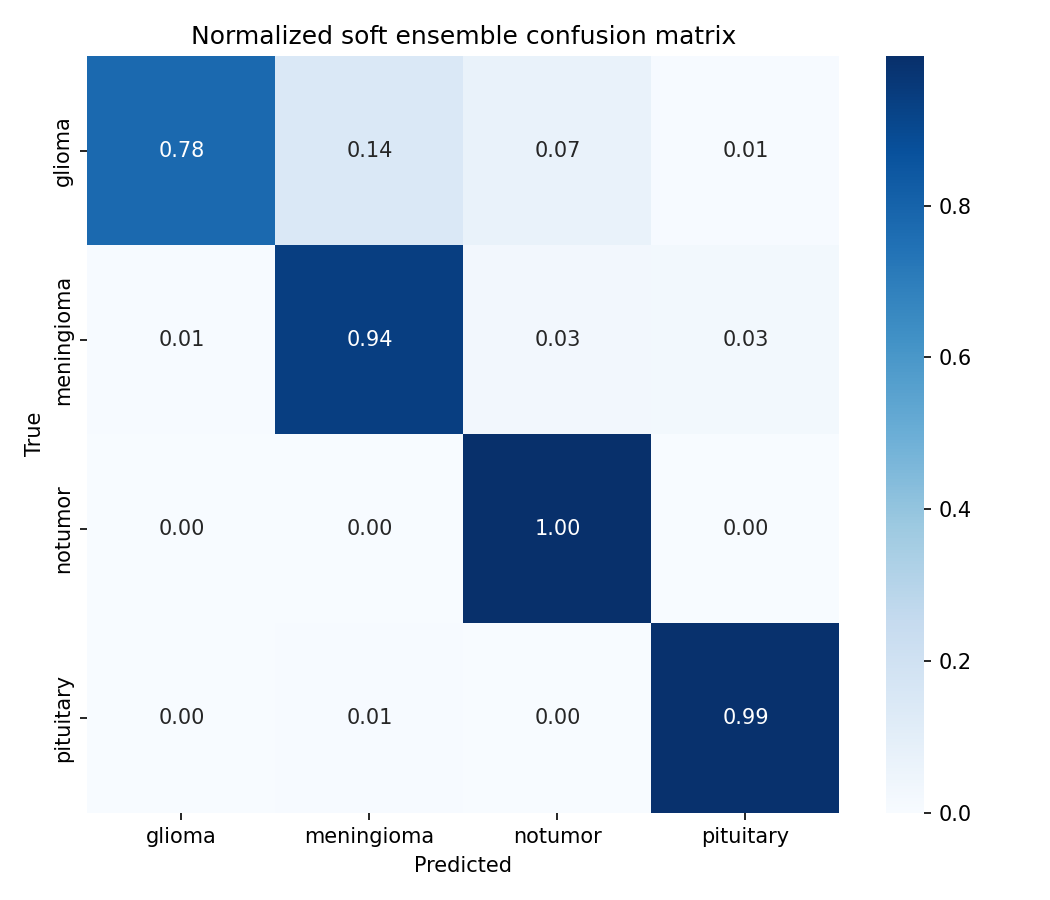 Normalized soft ensemble confusion matrix
glioma
0.78
0.14
0.07
0.01
meningioma
0.01
0.94
0.03
0.03
notumor
0.00
0.00
1.00
0.00
pituitary
0.00
0.01
0.00
0.99
True
glioma
meningioma
notumor
pituitary
Predicted
0.8
0.6
0.4
0.2
0.0